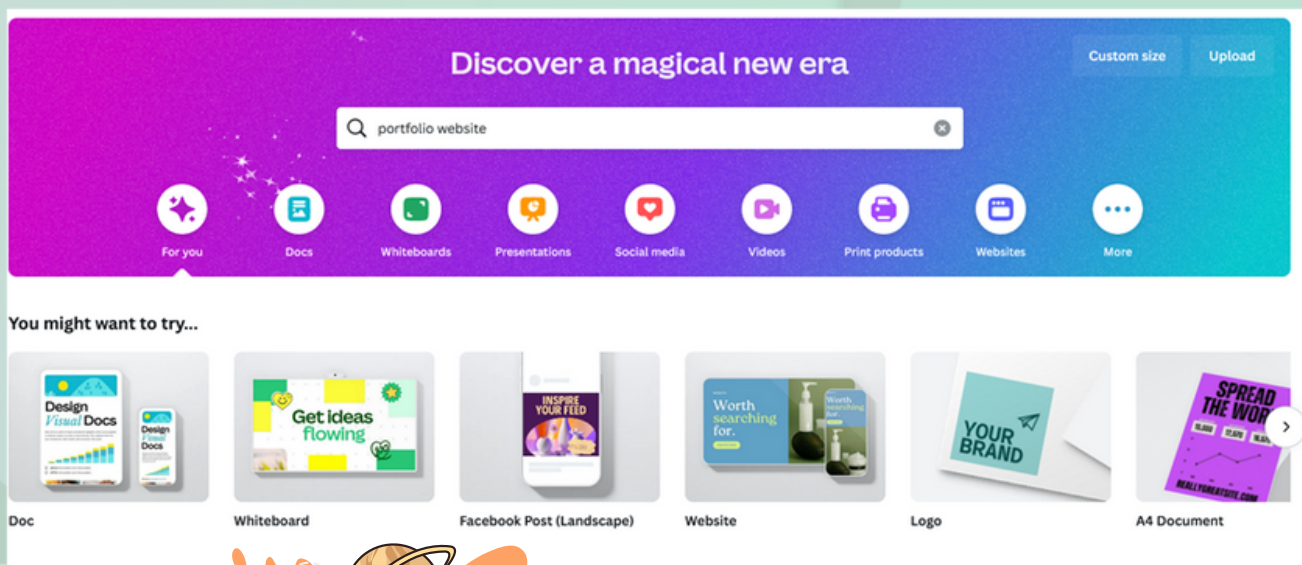 Discover a magical new era
Custom size
Upload
portfolio website
For you
Docs
Whiteboards
Presentations
Social media
Videos
Print products
Websites
More
You might want to try...
Design
Visual Docs
Design
Visual
Docs
Get ideas
flowing
INSPIRE
YOUR FEED
Worth
searching
for.
Worth
searching
for.
YOUR
BRAND
SPREAD
THE WOR
REALLYGREATSITE.COM
Doc
Whiteboard
Facebook Post (Landscape)
Website
Logo
A4 Document